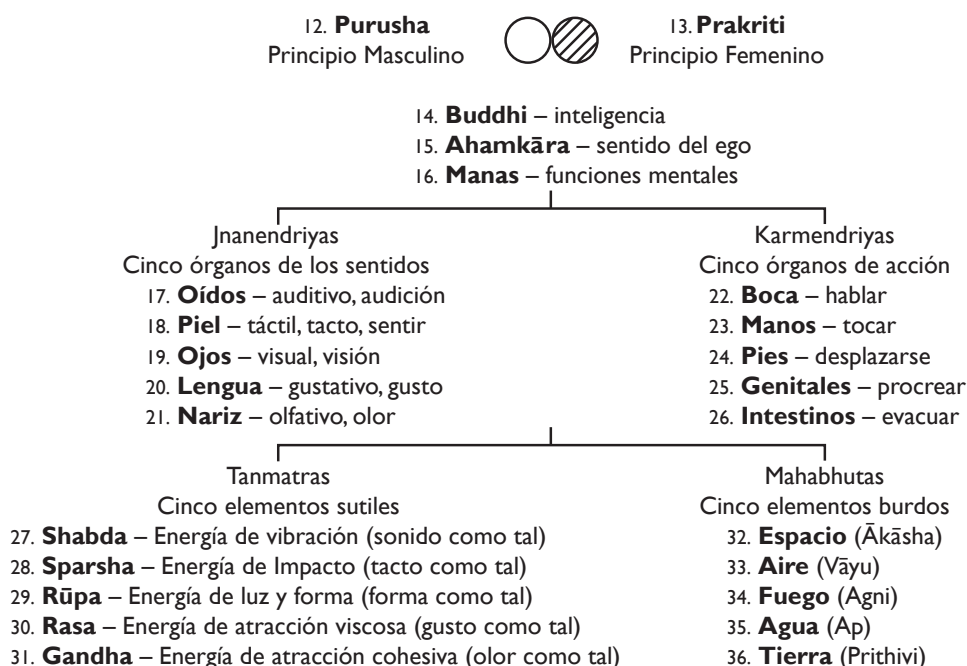 12. Purusha
Principio Masculino
13. Prakriti
Principio Femenino
14. Buddhi – inteligencia
15. Ahamkāra – sentido del ego
16. Manas – funciones mentales
Jnanendriyas
Cinco órganos de los sentidos
17. Oídos – auditivo, audición
18. Piel – táctil, tacto, sentir
19. Ojos – visual, visión
20. Lengua – gustativo, gusto
21. Nariz – olfativo, olor
Karmendriyas
Cinco órganos de acción
22. Boca – hablar
23. Manos – tocar
24. Pies – desplazarse
25. Genitales – procrear
26. Intestinos – evacuar
Tanmatras
Cinco elementos sutiles
27. Shabda – Energía de vibración (sonido como tal)
28. Sparsha – Energía de Impacto (tacto como tal)
29. Rūpa – Energía de luz y forma (forma como tal)
30. Rasa – Energía de atracción viscosa (gusto como tal)
31. Gandha – Energía de atracción cohesiva (olor como tal)
Mahabhutas
Cinco elementos burdos
32. Espacio (Ākāsha)
33. Aire (Vāyu)
34. Fuego (Agni)
35. Agua (Ap)
36. Tierra (Prithivi)